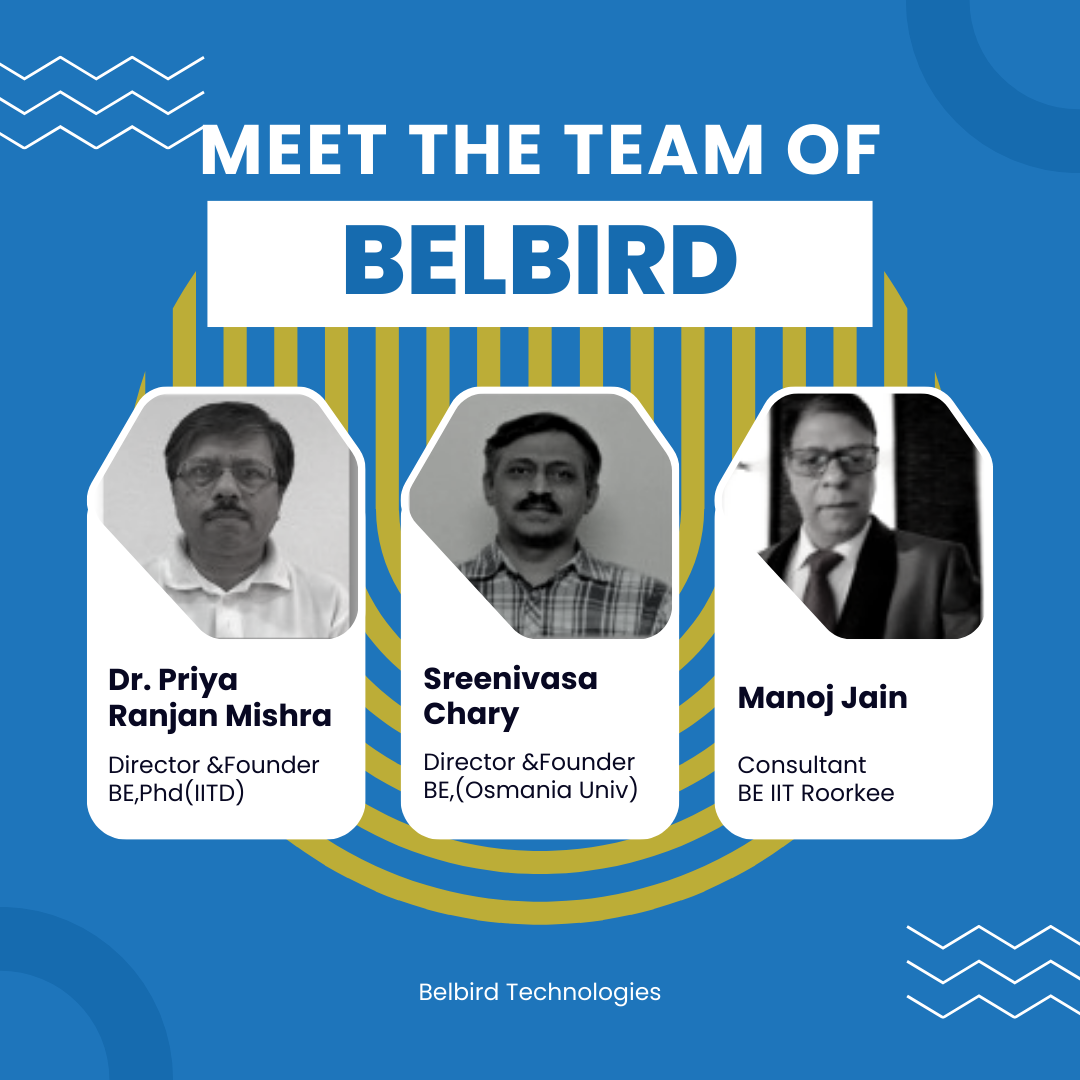 MEET THE TEAM OF
BELBIRD
Dr. Priya
Ranjan Mishra
Director &Founder
BE,Phd(IITD)
Sreenivasa
Chary
Director &Founder
BE,(Osmania Univ)
Manoj Jain
Consultant
BE IIT Roorkee
Belbird Technologies